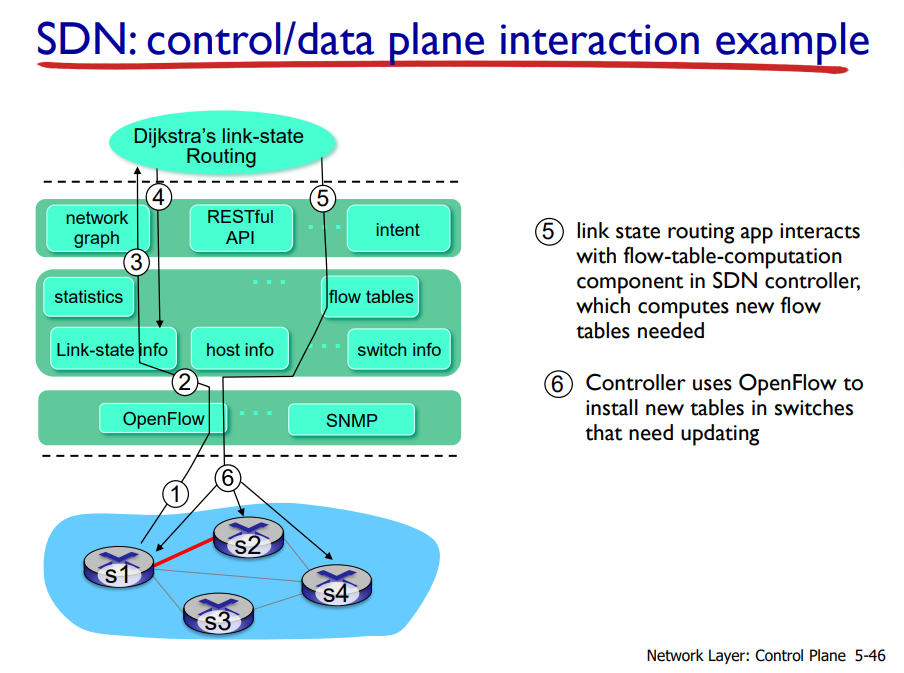 SDN: control/data plane interaction example
Dijkstra's link-state
Routing
4
5
network
graph
RESTful
API
. . .
intent
3
statistics
. . .
flow tables
Link-state info
host info
. . .
switch info
2
OpenFlow
. . .
SNMP
1
6
s1
s2
s3
s4
5 link state routing app interacts
with flow-table-computation
component in SDN controller,
which computes new flow
tables needed
6 Controller uses OpenFlow to
install new tables in switches
that need updating
Network Layer: Control Plane 5-46